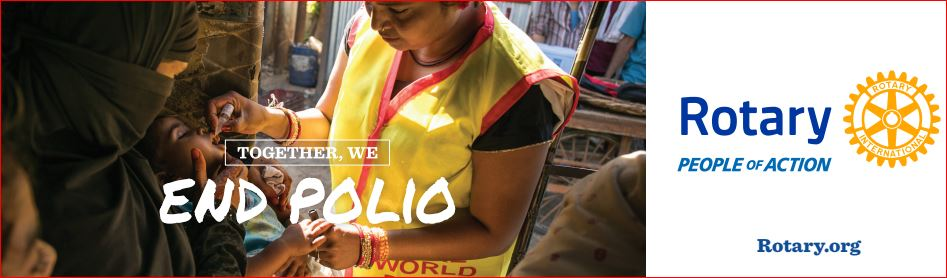 TOGETHER, WE
END POLIO
WORLD
Rotary
ROTARY
INTERNATIONAL
PEOPLE OF ACTION
Rotary.org